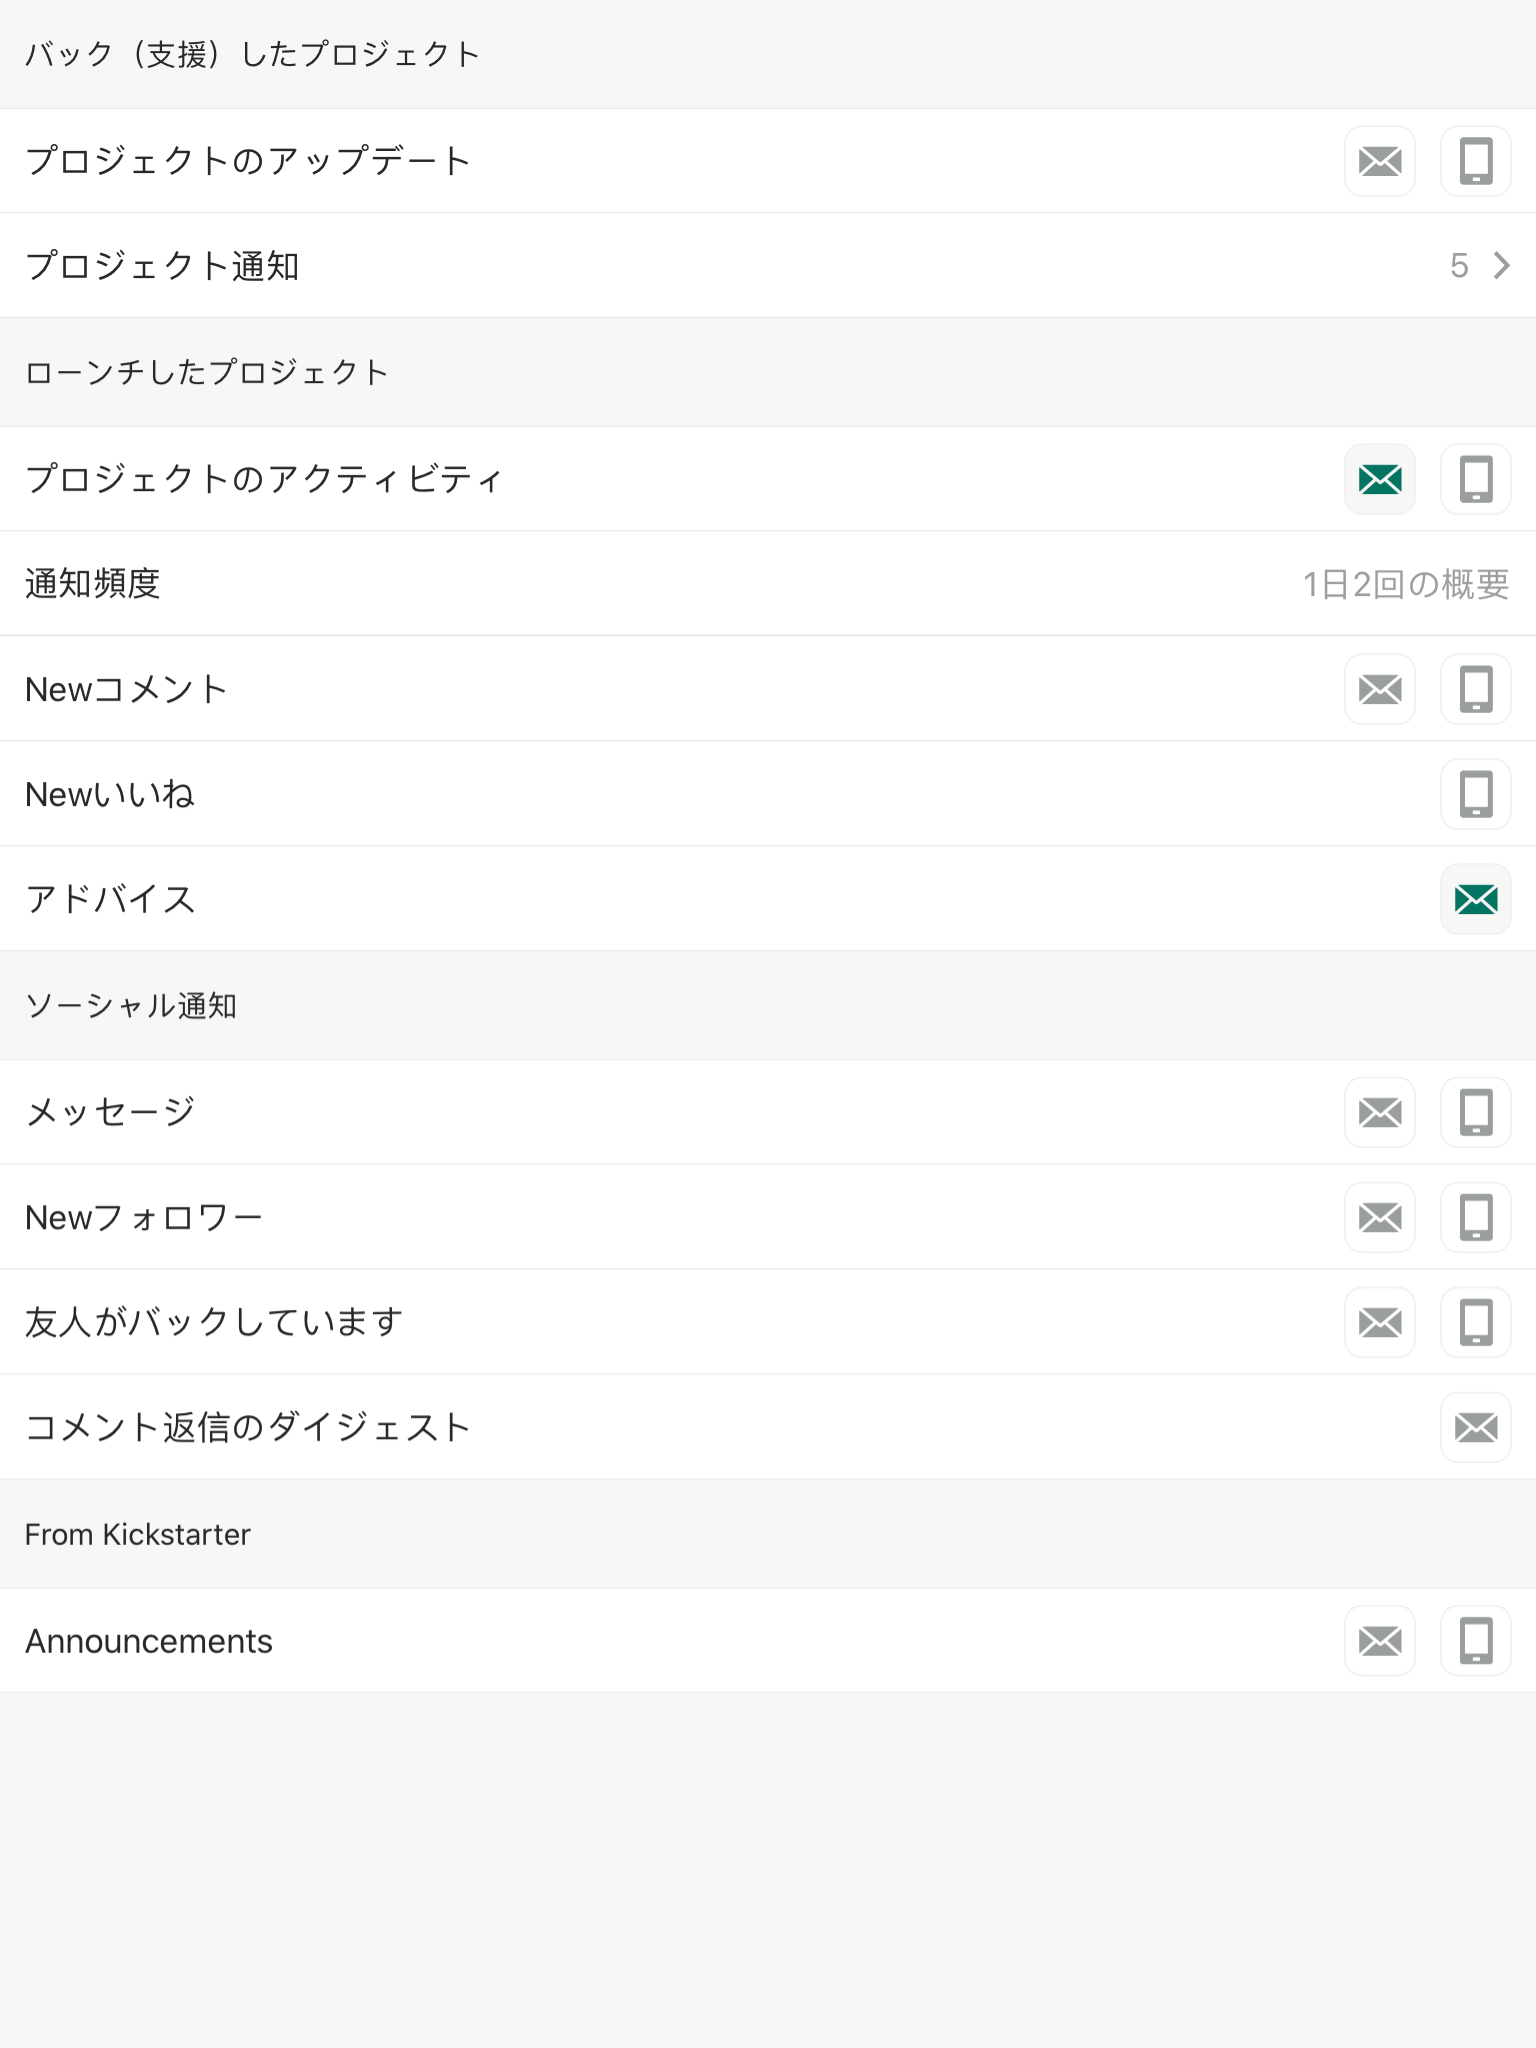 バック（支援）したプロジェクト
プロジェクトのアップデート
プロジェクト通知 5
ローンチしたプロジェクト
プロジェクトのアクティビティ
通知頻度 1日2回の概要
Newコメント
Newいいね
アドバイス
ソーシャル通知
メッセージ
Newフォロワー
友人がバックしています
コメント返信のダイジェスト
From Kickstarter
Announcements